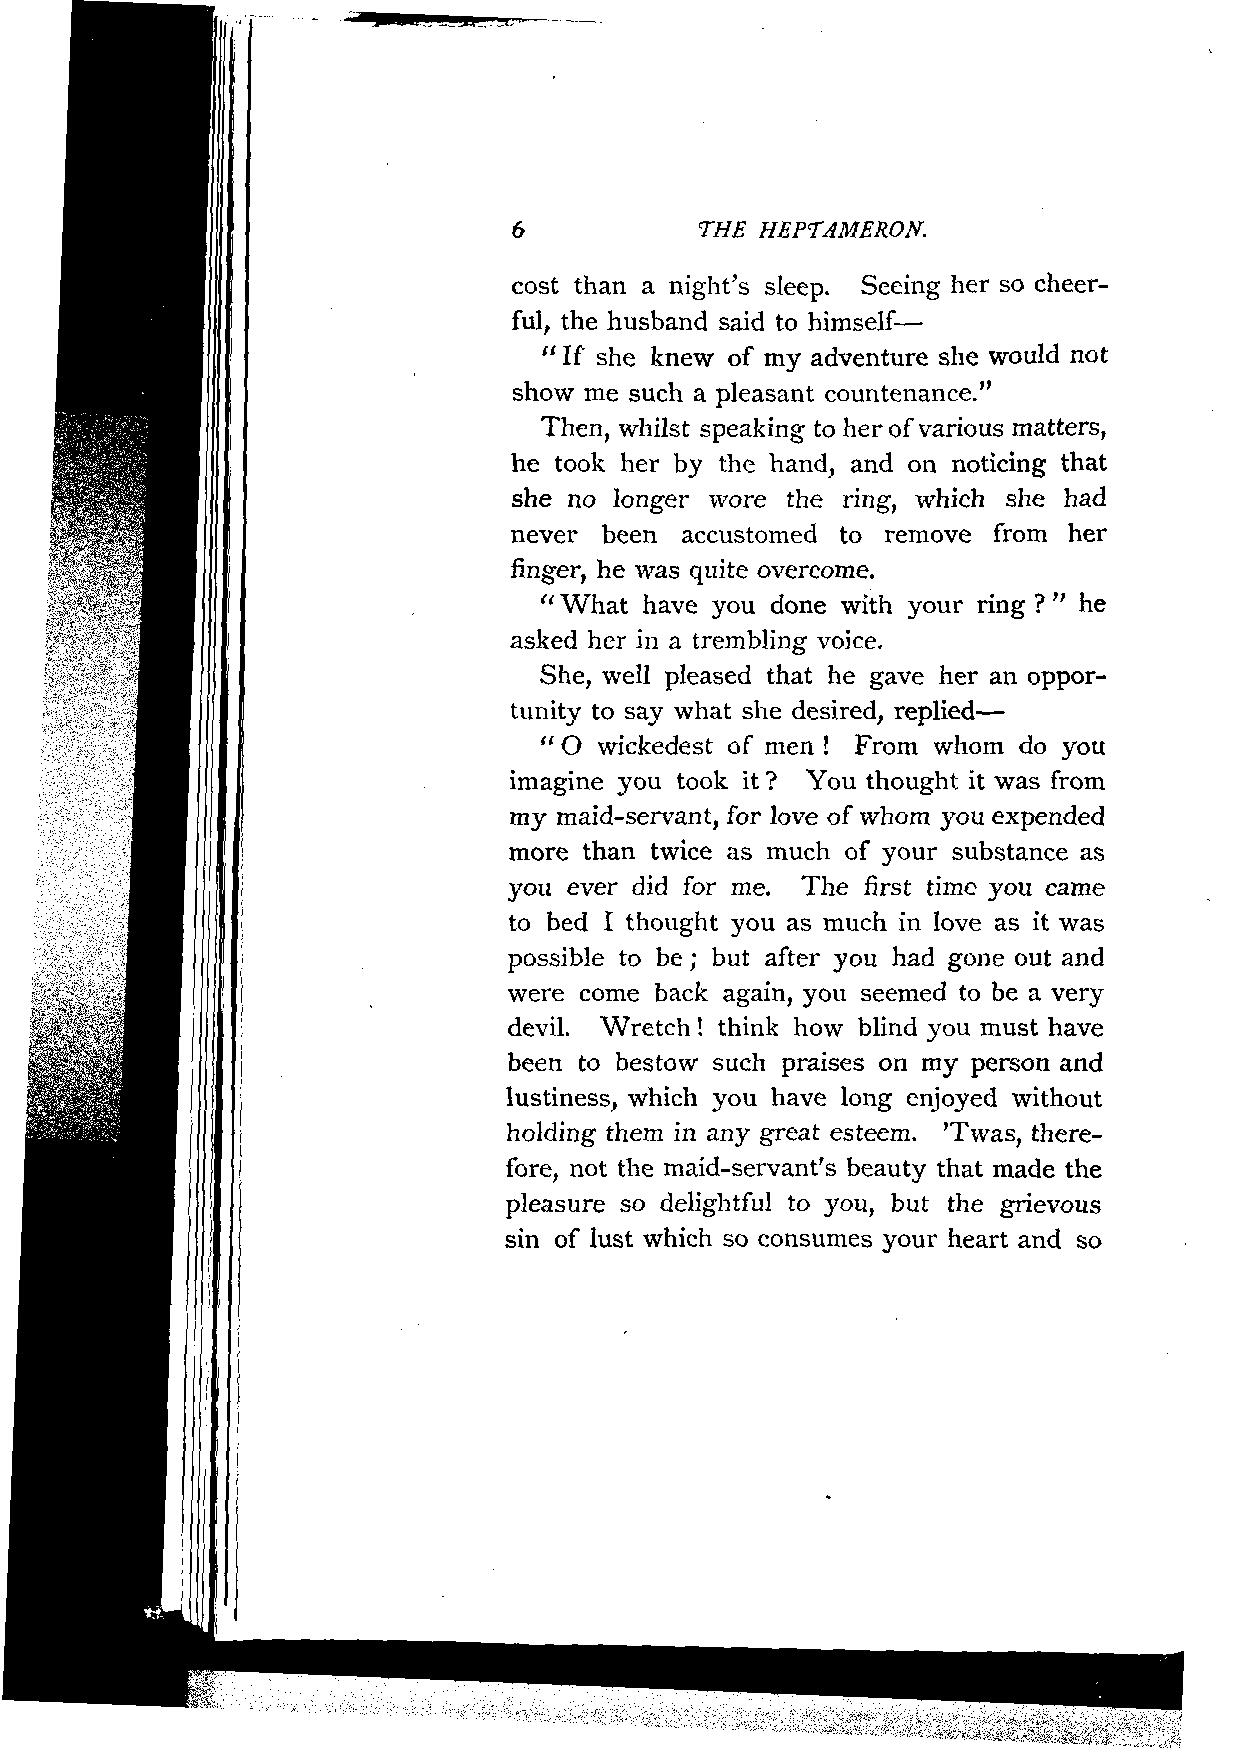 6 THE HEPTAMERON.
cost than a night's sleep. Seeing her so cheer-
ful, the husband said to himself—
"If she knew of my adventure she would not
show me such a pleasant countenance."
Then, whilst speaking to her of various matters,
he took her by the hand, and on noticing that
she no longer wore the ring, which she had
never been accustomed to remove from her
finger, he was quite overcome.
"What have you done with your ring?" he
asked her in a trembling voice.
She, well pleased that he gave her an oppor-
tunity to say what she desired, replied—
"O wickedest of men! From whom do you
imagine you took it? You thought it was from
my maid-servant, for love of whom you expended
more than twice as much of your substance as
you ever did for me. The first time you came
to bed I thought you as much in love as it was
possible to be; but after you had gone out and
were come back again, you seemed to be a very
devil. Wretch! think how blind you must have
been to bestow such praises on my person and
lustiness, which you have long enjoyed without
holding them in any great esteem. 'Twas, there-
fore, not the maid-servant's beauty that made the
pleasure so delightful to you, but the grievous
sin of lust which so consumes your heart and so